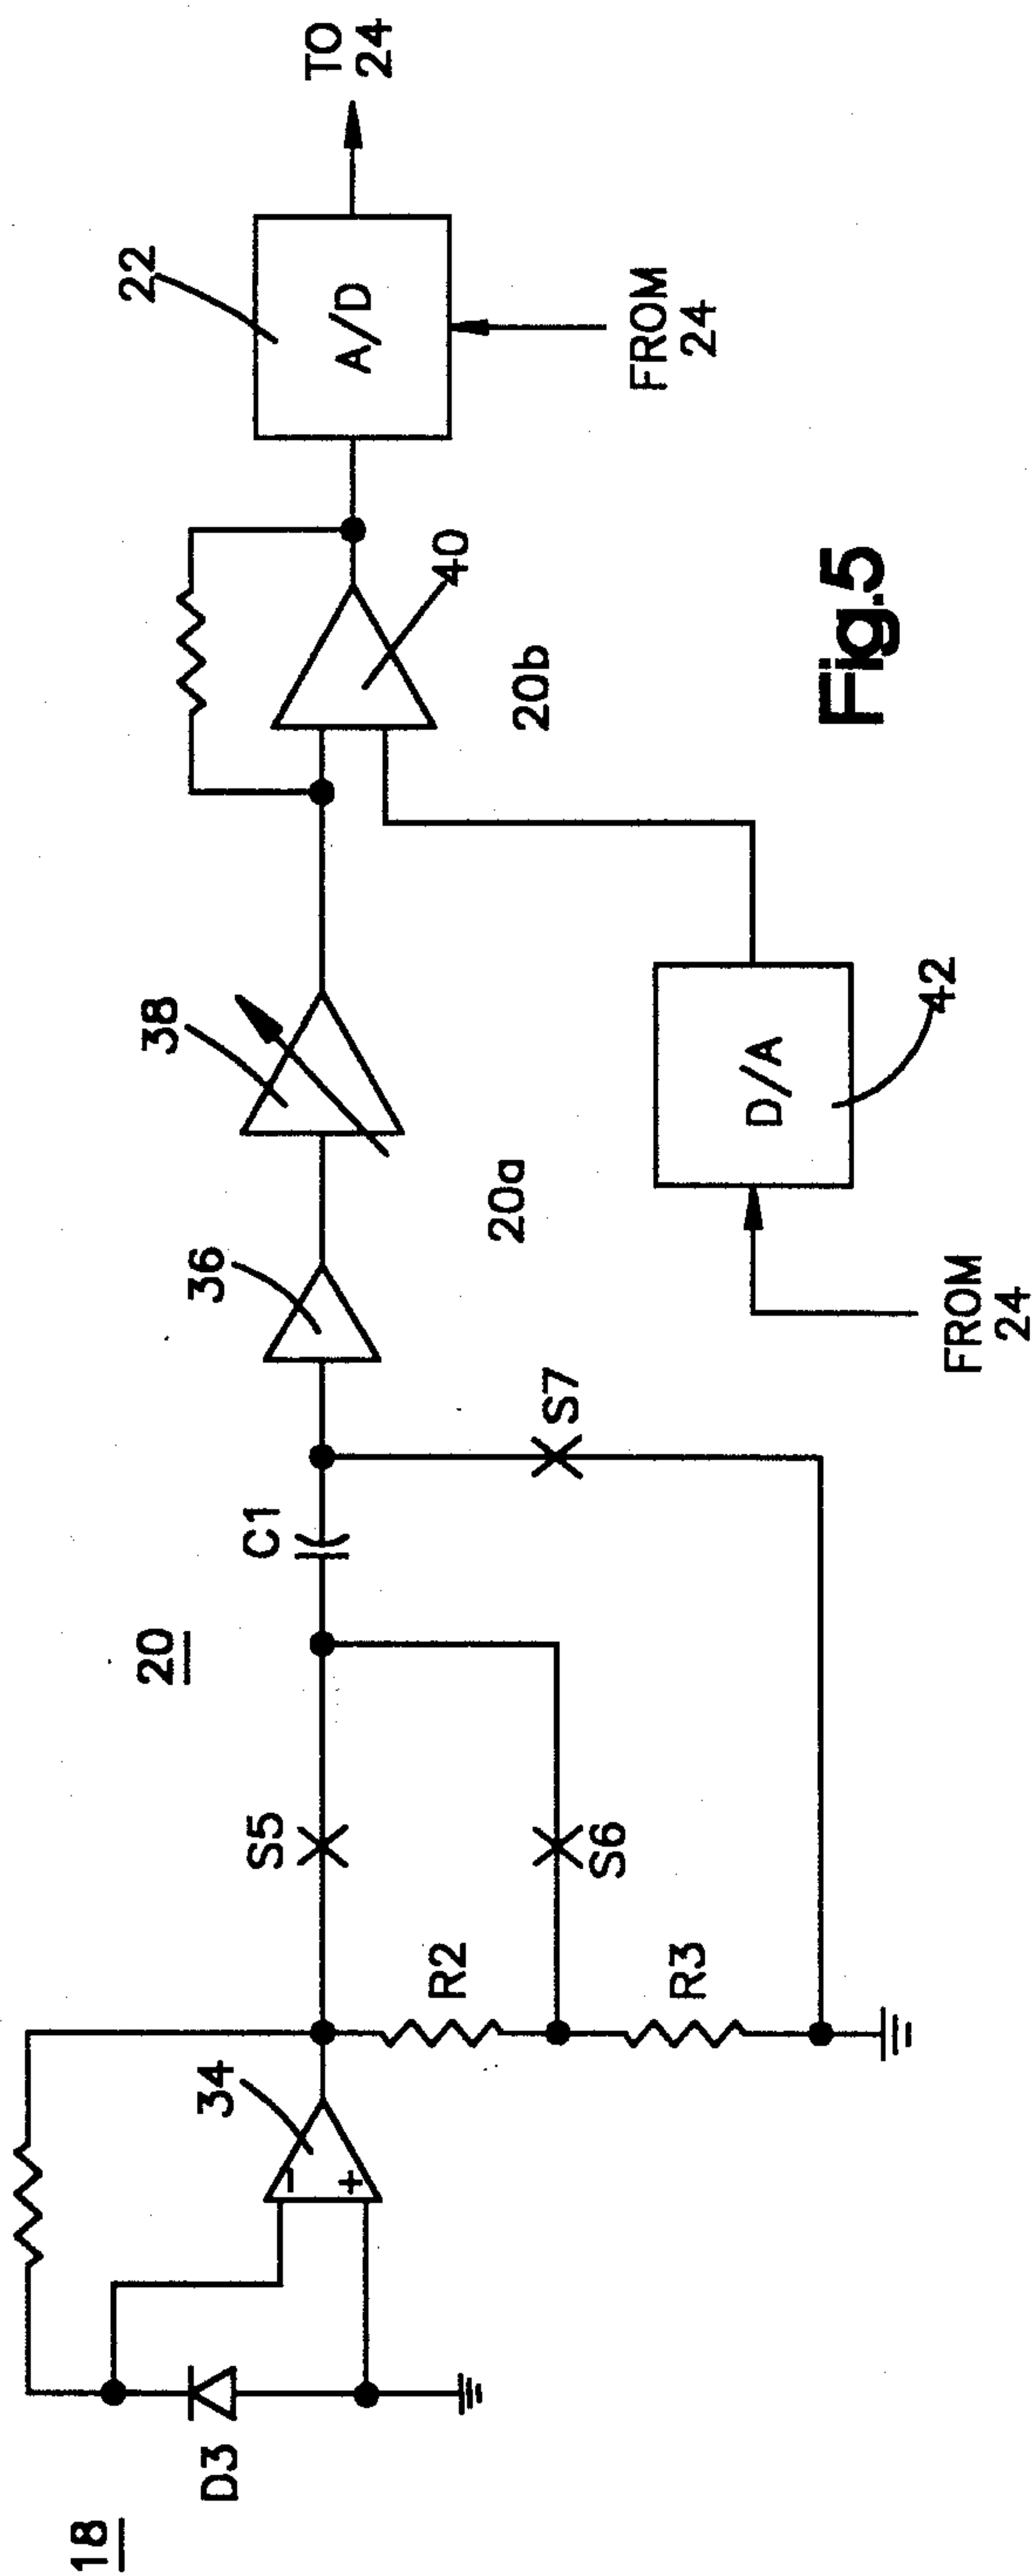 18
D3
34
−
+
R2
R3
S5
S6
20
C1
S7
36
20a
38
FROM
24
D/A
42
40
20b
22
A/D
FROM
24
TO
24
Fig.5